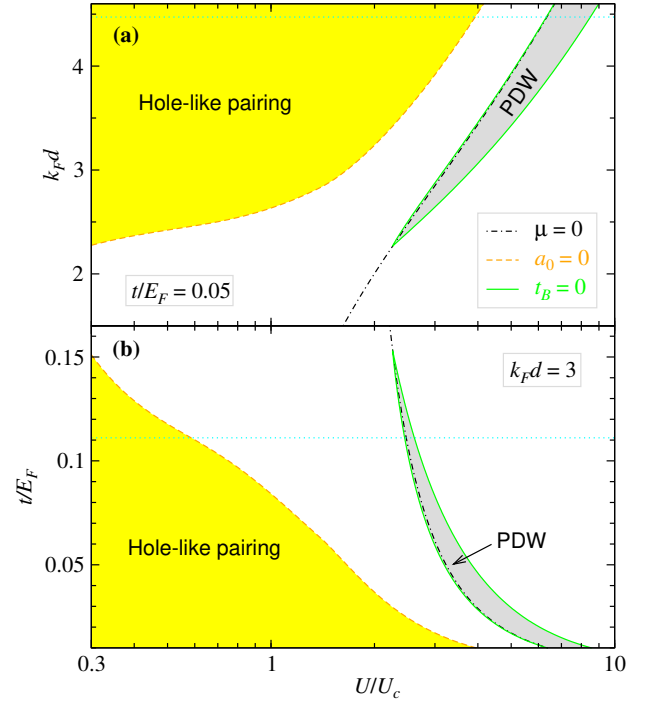 (a)
Hole-like pairing
PDW
μ = 0
a₀ = 0
t_B = 0
t/E_F = 0.05
k_F d
4
3
2
(b)
k_F d = 3
PDW
Hole-like pairing
t/E_F
0.15
0.1
0.05
0.3
1
10
U/U_c